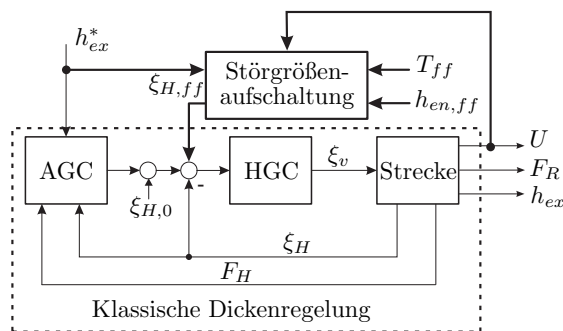 h*ex
ξH,ff
Störgrößen-
aufschaltung
Tff
hen,ff
AGC
ξH,0
-
HGC
ξv
Strecke
U
FR
hex
ξH
FH
Klassische Dickenregelung